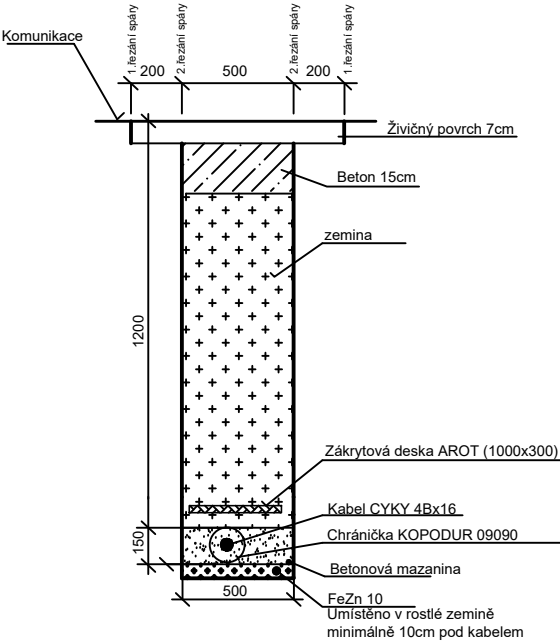 1.řezání spáry
2.řezání spáry
2.řezání spáry
1.řezání spáry
Komunikace
200
500
200
Živičný povrch 7cm
Beton 15cm
zemina
1200
Zákrytová deska AROT (1000x300)
Kabel CYKY 4Bx16
150
Chránička KOPODUR 09090
Betonová mazanina
500
FeZn 10
Umístěno v rostlé zemině
minimálně 10cm pod kabelem